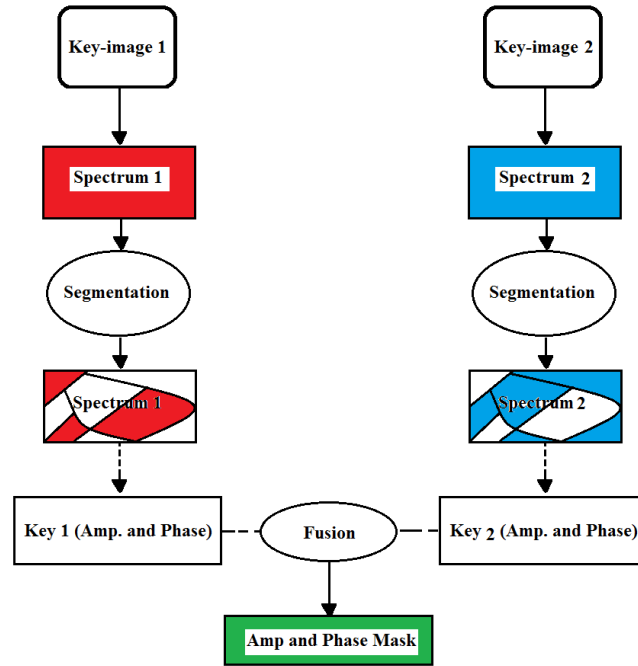 Key-image 1
Key-image 2
Spectrum 1
Spectrum 2
Segmentation
Segmentation
Spectrum 1
Spectrum 2
Key 1 (Amp. and Phase)
Fusion
Key 2 (Amp. and Phase)
Amp and Phase Mask